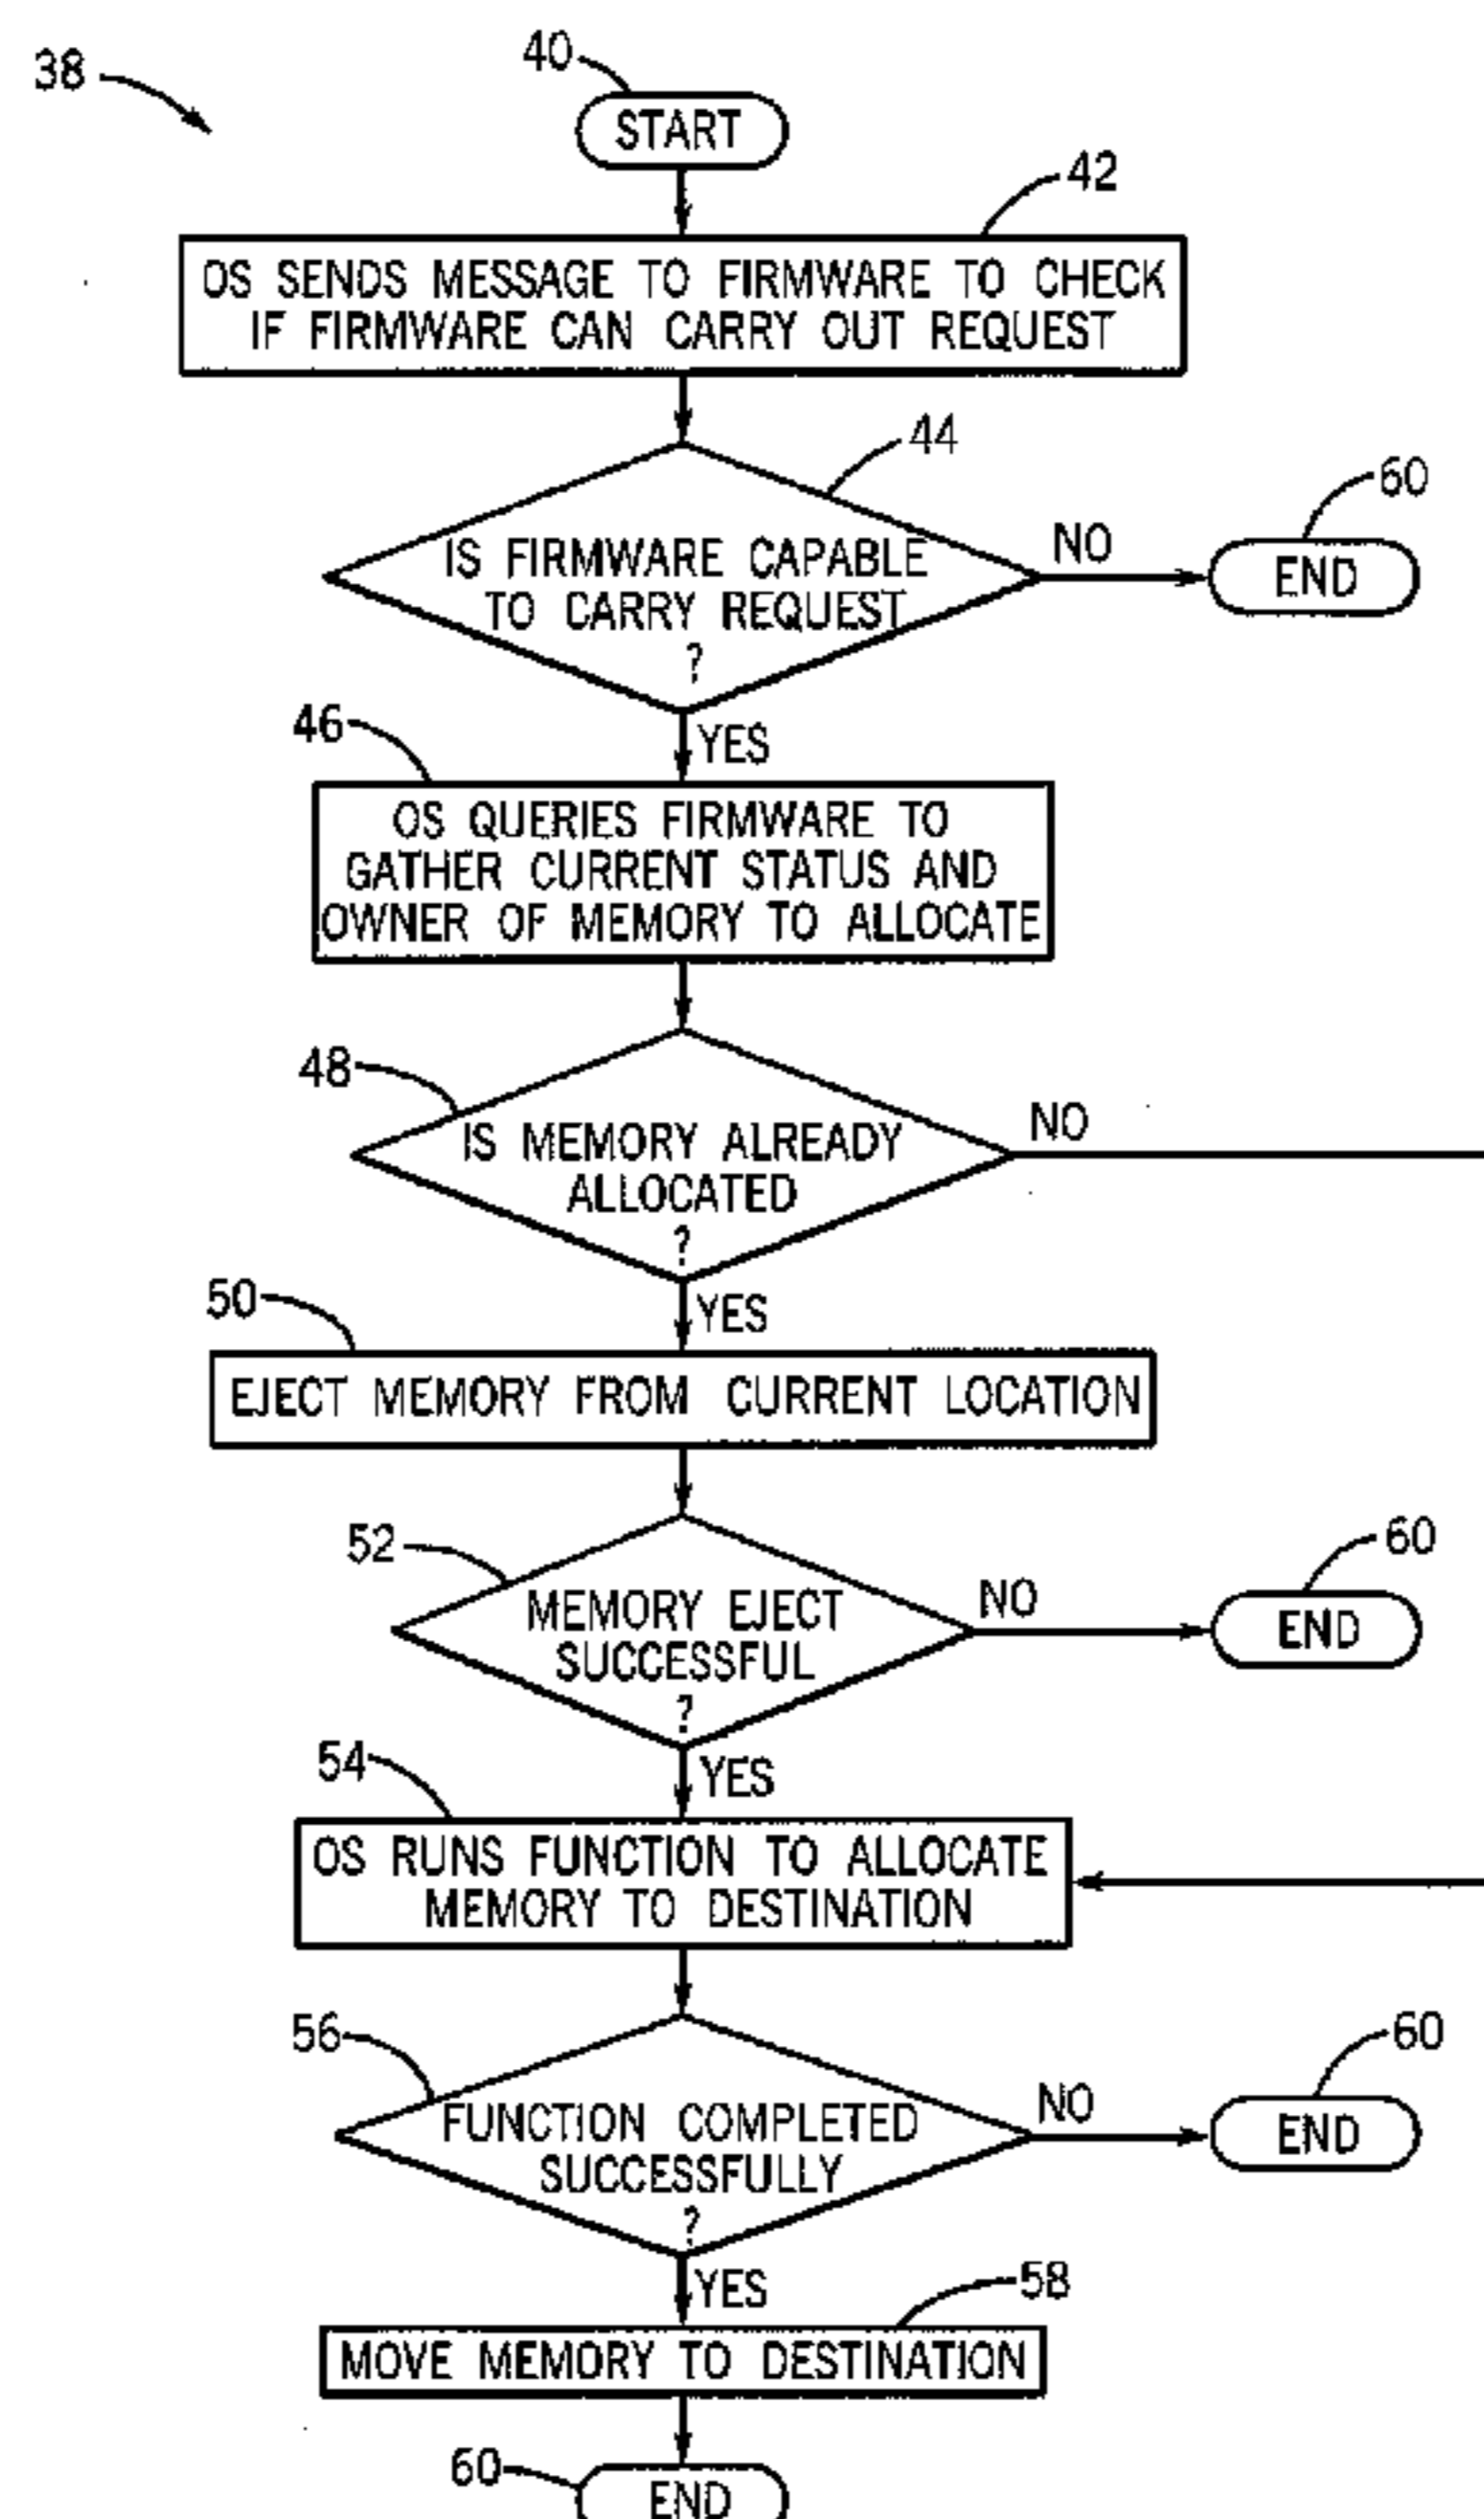 38
40
START
42
OS SENDS MESSAGE TO FIRMWARE TO CHECK
IF FIRMWARE CAN CARRY OUT REQUEST
44
IS FIRMWARE CAPABLE
TO CARRY REQUEST
?
NO
60
END
YES
46
OS QUERIES FIRMWARE TO
GATHER CURRENT STATUS AND
OWNER OF MEMORY TO ALLOCATE
48
IS MEMORY ALREADY
ALLOCATED
?
NO
YES
50
EJECT MEMORY FROM CURRENT LOCATION
52
MEMORY EJECT
SUCCESSFUL
?
NO
60
END
YES
54
OS RUNS FUNCTION TO ALLOCATE
MEMORY TO DESTINATION
56
FUNCTION COMPLETED
SUCCESSFULLY
?
NO
60
END
YES
58
MOVE MEMORY TO DESTINATION
60
END